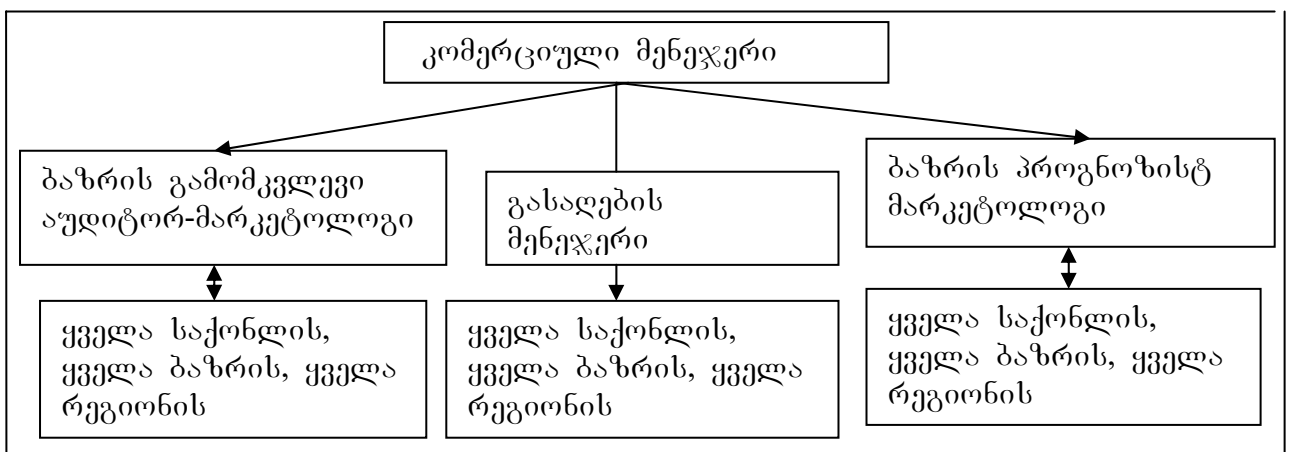 კომერციული მენეჯერი
ბაზრის გამომკვლევი
აუდიტორ-მარკეტოლოგი
გასაღების
მენეჯერი
ბაზრის პროგნოზისტ
მარკეტოლოგი
ყველა საქონლის,
ყველა ბაზრის, ყველა
რეგიონის
ყველა საქონლის,
ყველა ბაზრის, ყველა
რეგიონის
ყველა საქონლის,
ყველა ბაზრის, ყველა
რეგიონის